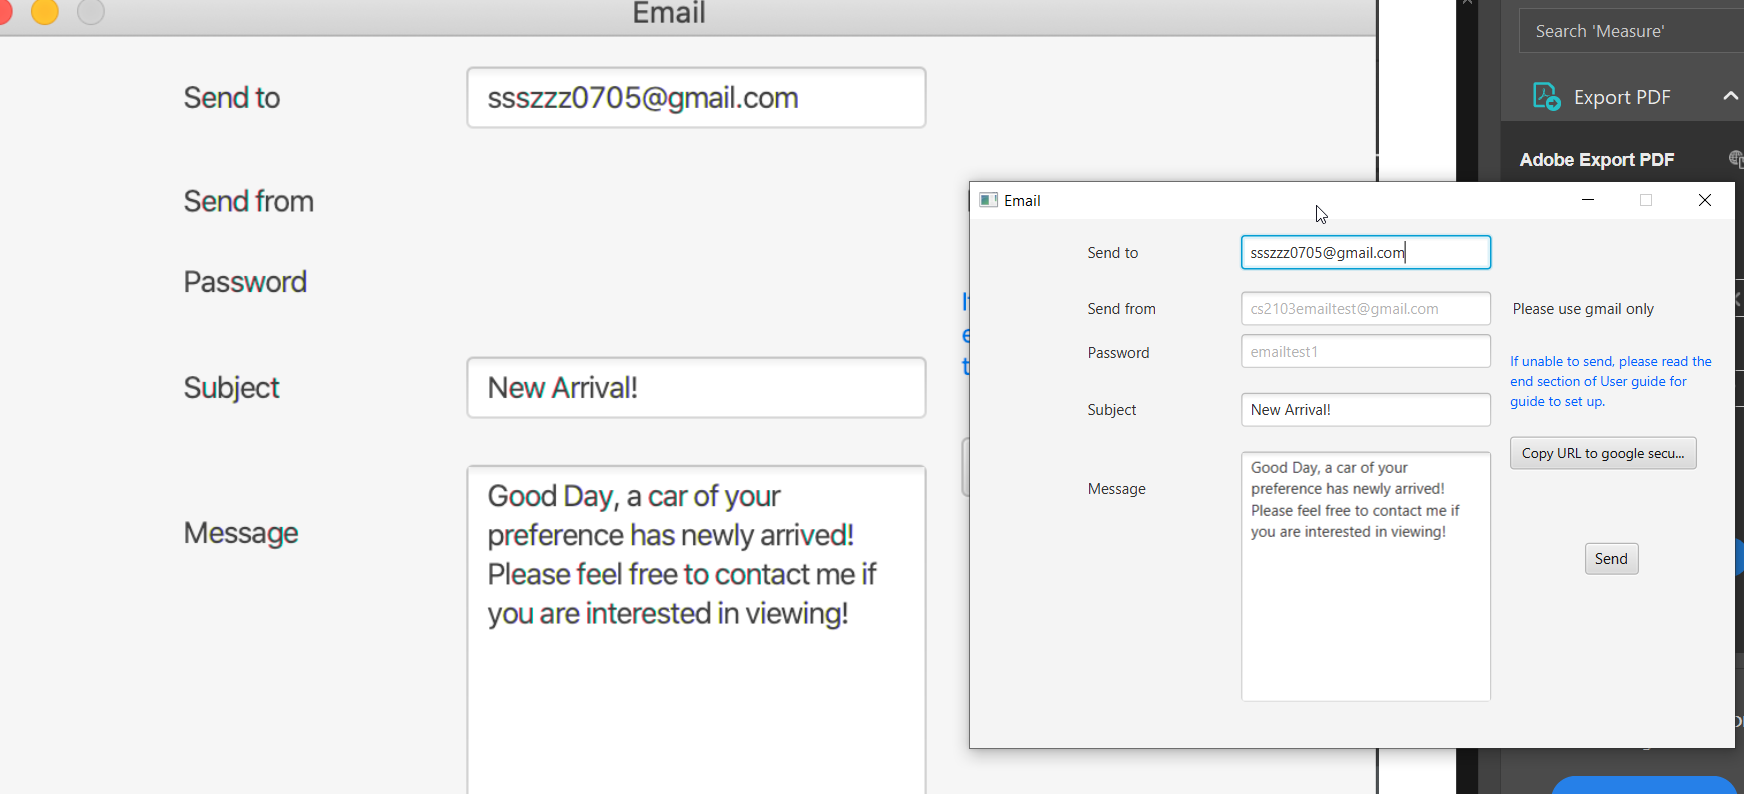 Email
Send to
ssszzz0705@gmail.com
Send from
Password
Subject
New Arrival!
Message
Good Day, a car of your
preference has newly arrived!
Please feel free to contact me if
you are interested in viewing!
Email
Send to
ssszzz0705@gmail.com
Send from
cs2103emailtest@gmail.com
Please use gmail only
Password
emailtest1
If unable to send, please read the
end section of User guide for
guide to set up.
Subject
New Arrival!
Copy URL to google secu...
Message
Good Day, a car of your
preference has newly arrived!
Please feel free to contact me if
you are interested in viewing!
Send
Search 'Measure'
Export PDF
Adobe Export PDF